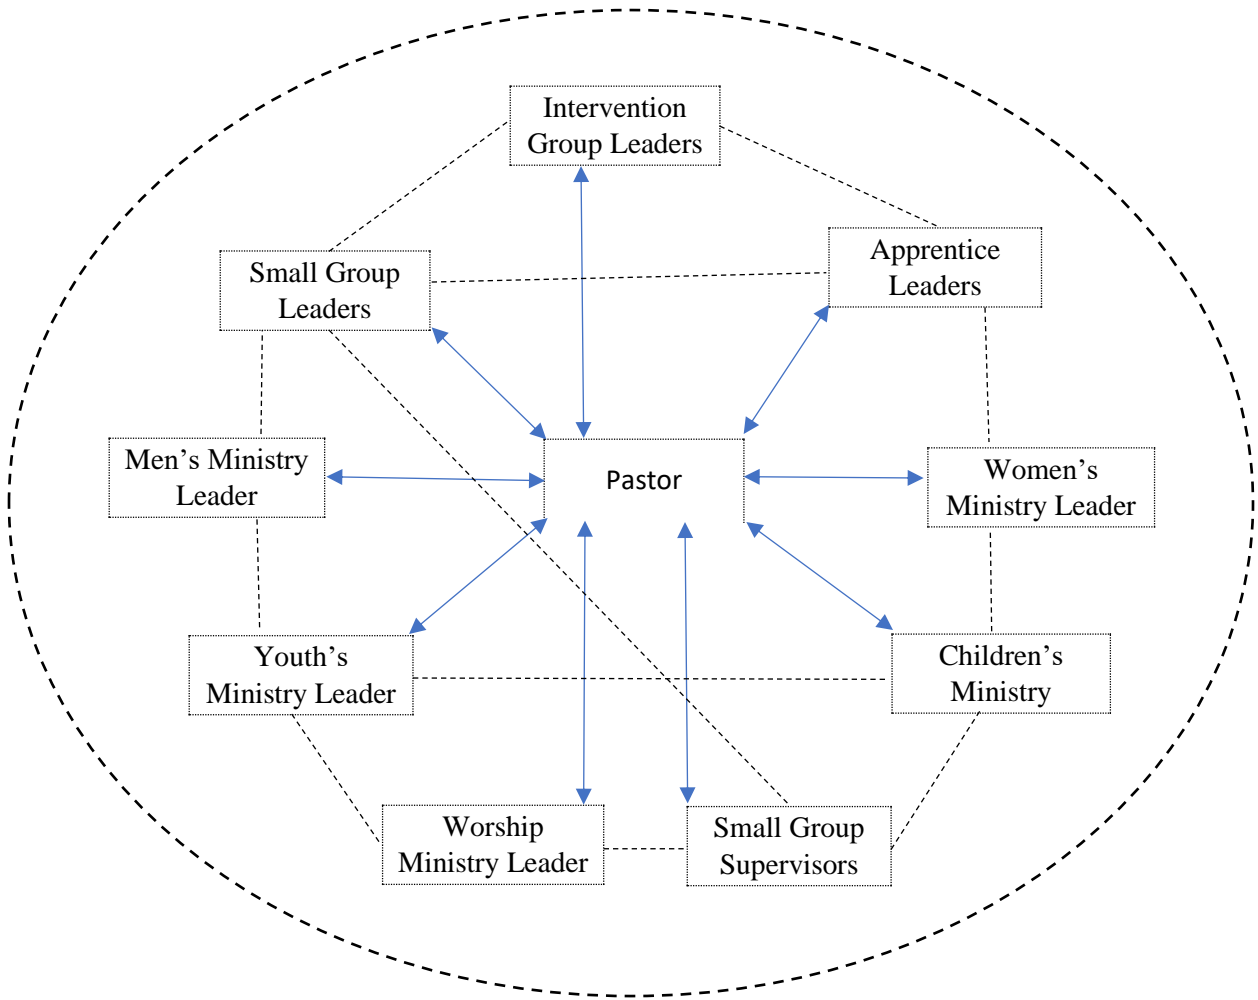 Intervention
Group Leaders
Apprentice
Leaders
Small Group
Leaders
Men’s Ministry
Leader
Pastor
Women’s
Ministry Leader
Youth’s
Ministry Leader
Children’s
Ministry
Worship
Ministry Leader
Small Group
Supervisors